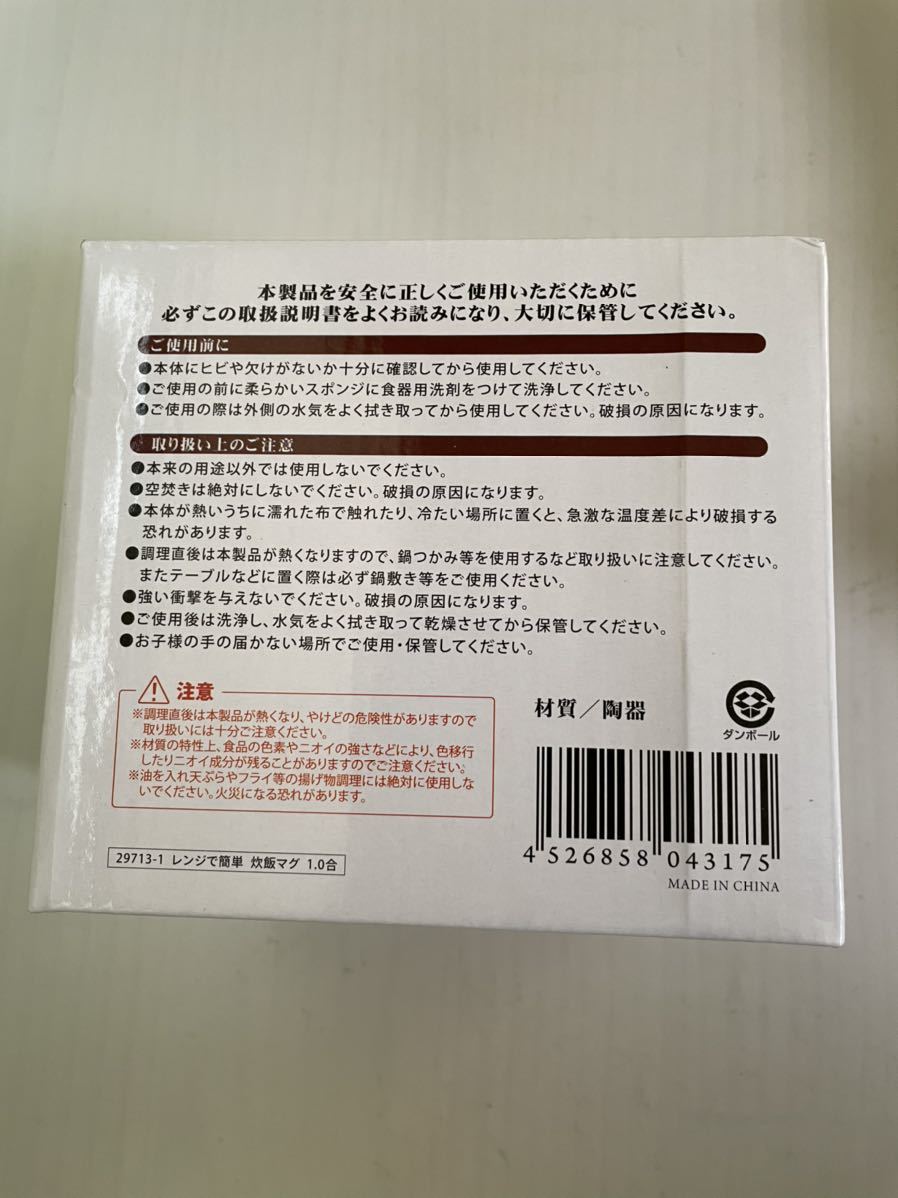 本製品を安全に正しくご使用いただくために
必ずこの取扱説明書をよくお読みになり、大切に保管してください。
ご使用前に
●本体にヒビや欠けがないか十分に確認してから使用してください。
●ご使用の前に柔らかいスポンジに食器用洗剤をつけて洗浄してください。
●ご使用の際は外側の水気をよく拭き取ってから使用してください。破損の原因になります。
取り扱い上のご注意
●本来の用途以外では使用しないでください。
●空焚きは絶対にしないでください。破損の原因になります。
●本体が熱いうちに濡れた布で触れたり、冷たい場所に置くと、急激な温度差により破損する
恐れがあります。
●調理直後は本製品が熱くなりますので、鍋つかみ等を使用するなど取り扱いに注意してください。
またテーブルなどに置く際は必ず鍋敷き等をご使用ください。
●強い衝撃を与えないでください。破損の原因になります。
●ご使用後は洗浄し、水気をよく拭き取って乾燥させてから保管してください。
●お子様の手の届かない場所でご使用・保管してください。
注意
※調理直後は本製品が熱くなり、やけどの危険性がありますので
取り扱いには十分ご注意ください。
※材質の特性上、食品の色素やニオイの強さなどにより、色移行
したりニオイ成分が残ることがありますのでご注意ください。
※油を入れ天ぷらやフライ等の揚げ物調理には絶対に使用しな
いでください。火災になる恐れがあります。
29713-1 レンジで簡単 炊飯マグ 1.0合
材質／陶器
ダンボール
4 526858 043175
MADE IN CHINA